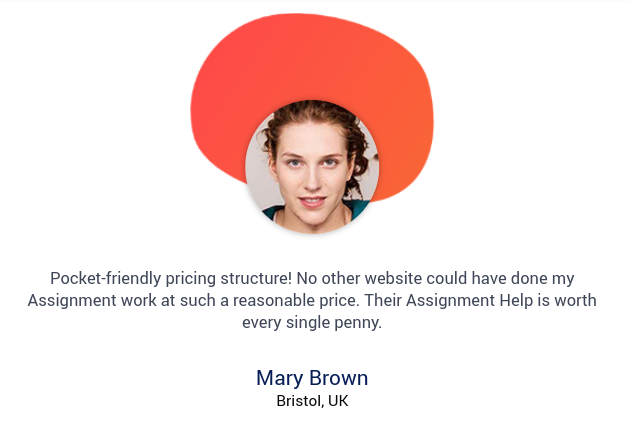 Pocket-friendly pricing structure! No other website could have done my
Assignment work at such a reasonable price. Their Assignment Help is worth
every single penny.
Mary Brown
Bristol, UK